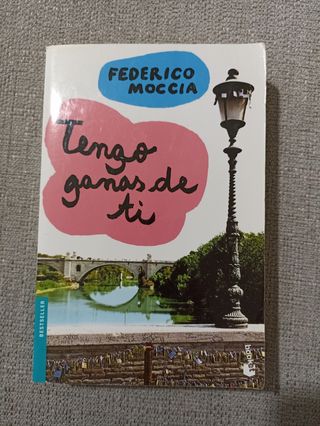 FEDERICO
MOCCIA
Tengo
ganas de
ti
BESTSELLER
booket